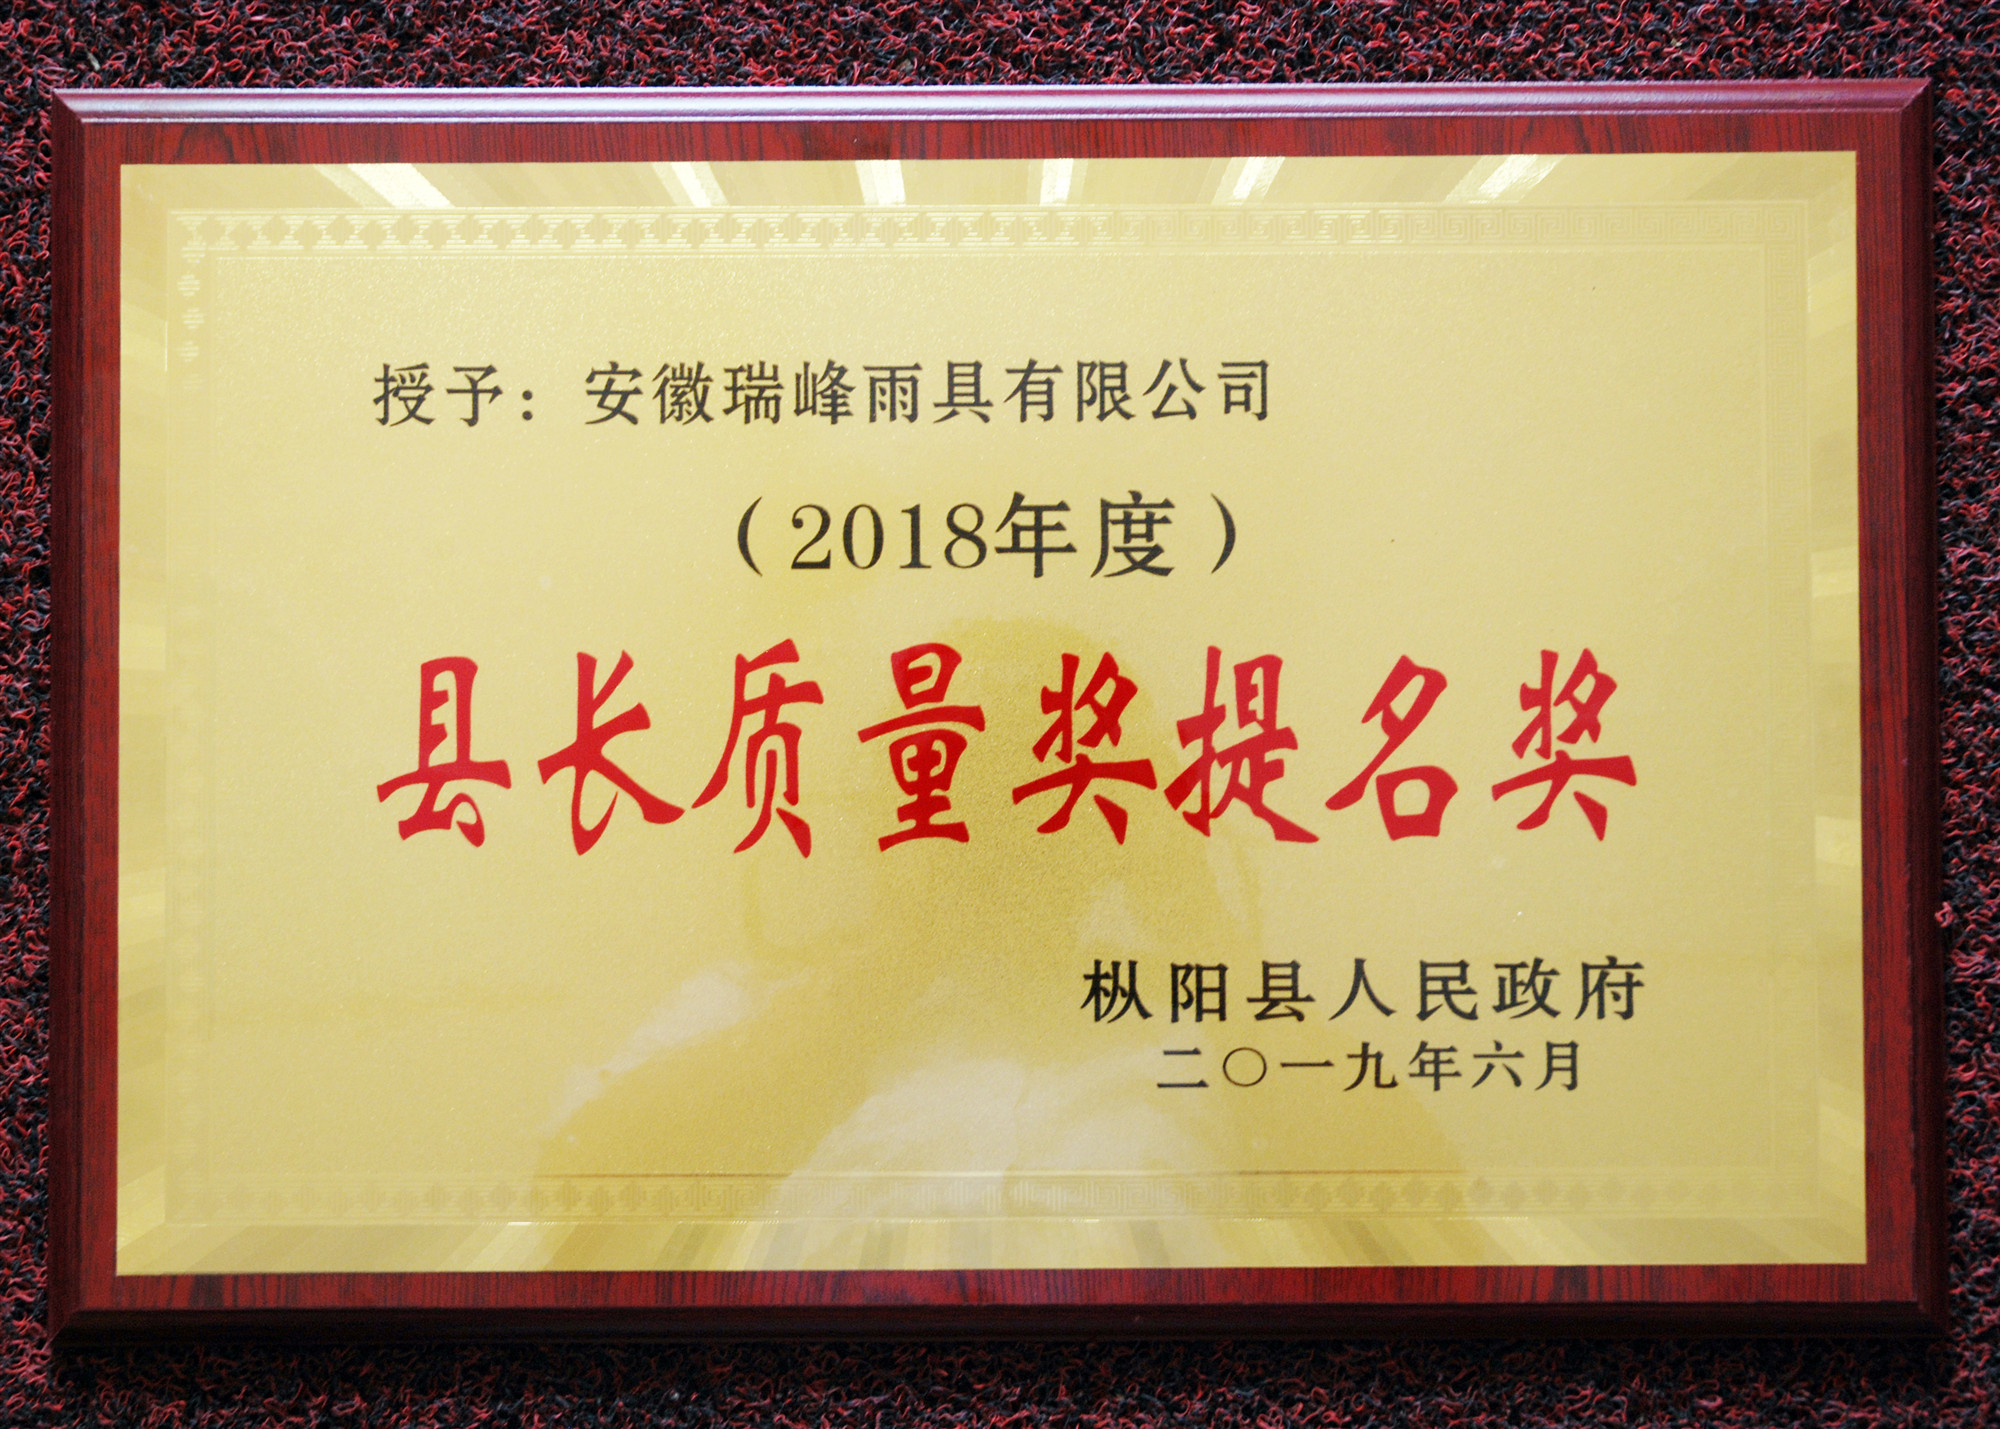 授予：安徽瑞峰雨具有限公司
（2018年度）
县长质量奖提名奖
枞阳县人民政府
二〇一九年六月